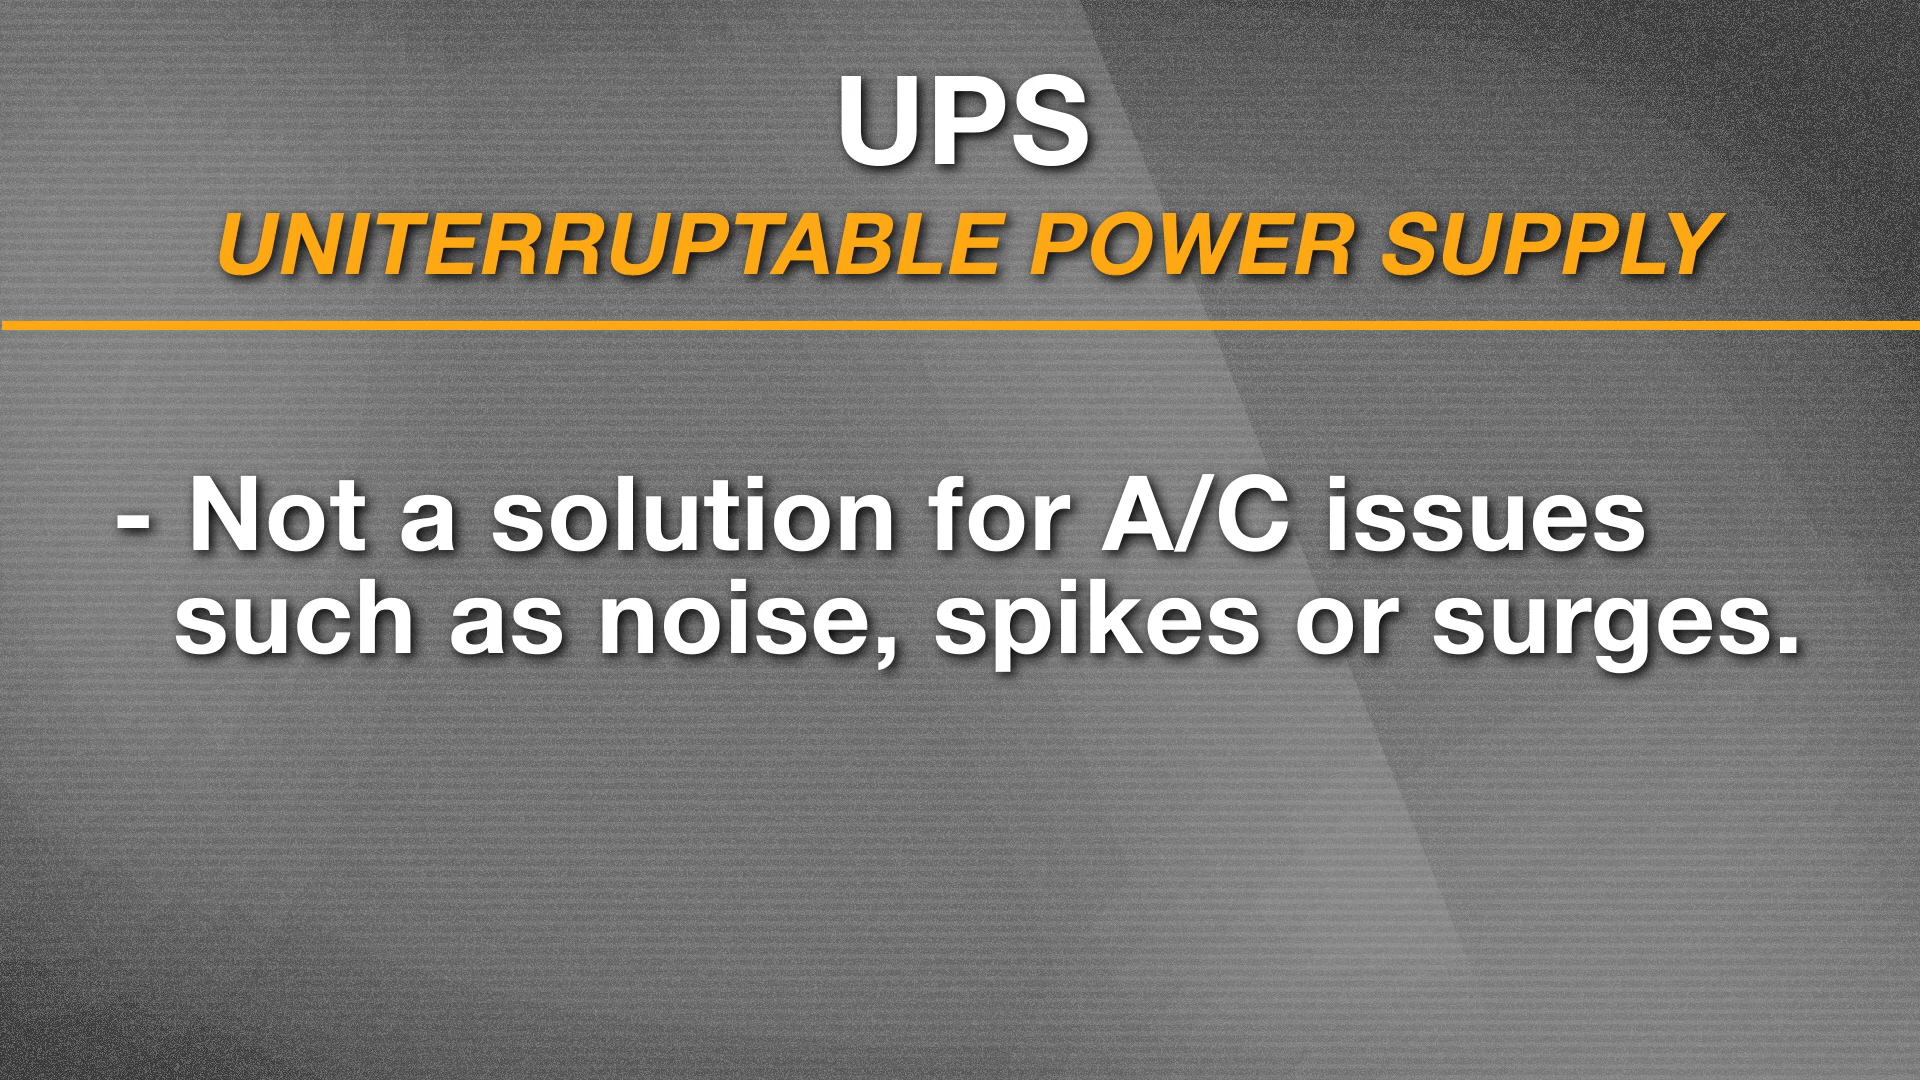 UPS
UNITERRUPTABLE POWER SUPPLY
- Not a solution for A/C issues
such as noise, spikes or surges.